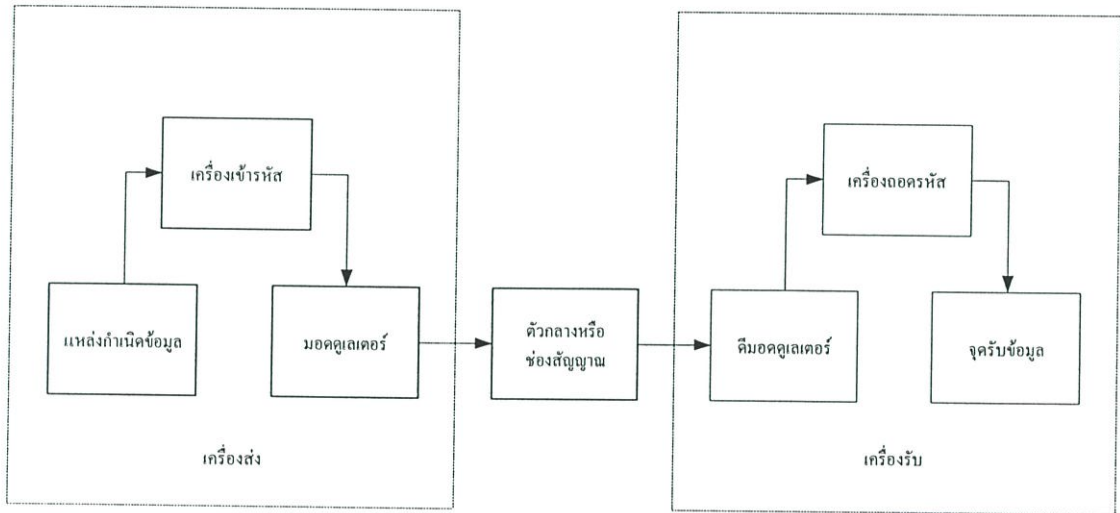 เครื่องเข้ารหัส
เครื่องถอดรหัส
แหล่งกำเนิดข้อมูล
มอดดูเลเตอร์
ตัวกลางหรือ
ช่องสัญญาณ
ดีมอดดูเลเตอร์
จุดรับข้อมูล
เครื่องส่ง
เครื่องรับ